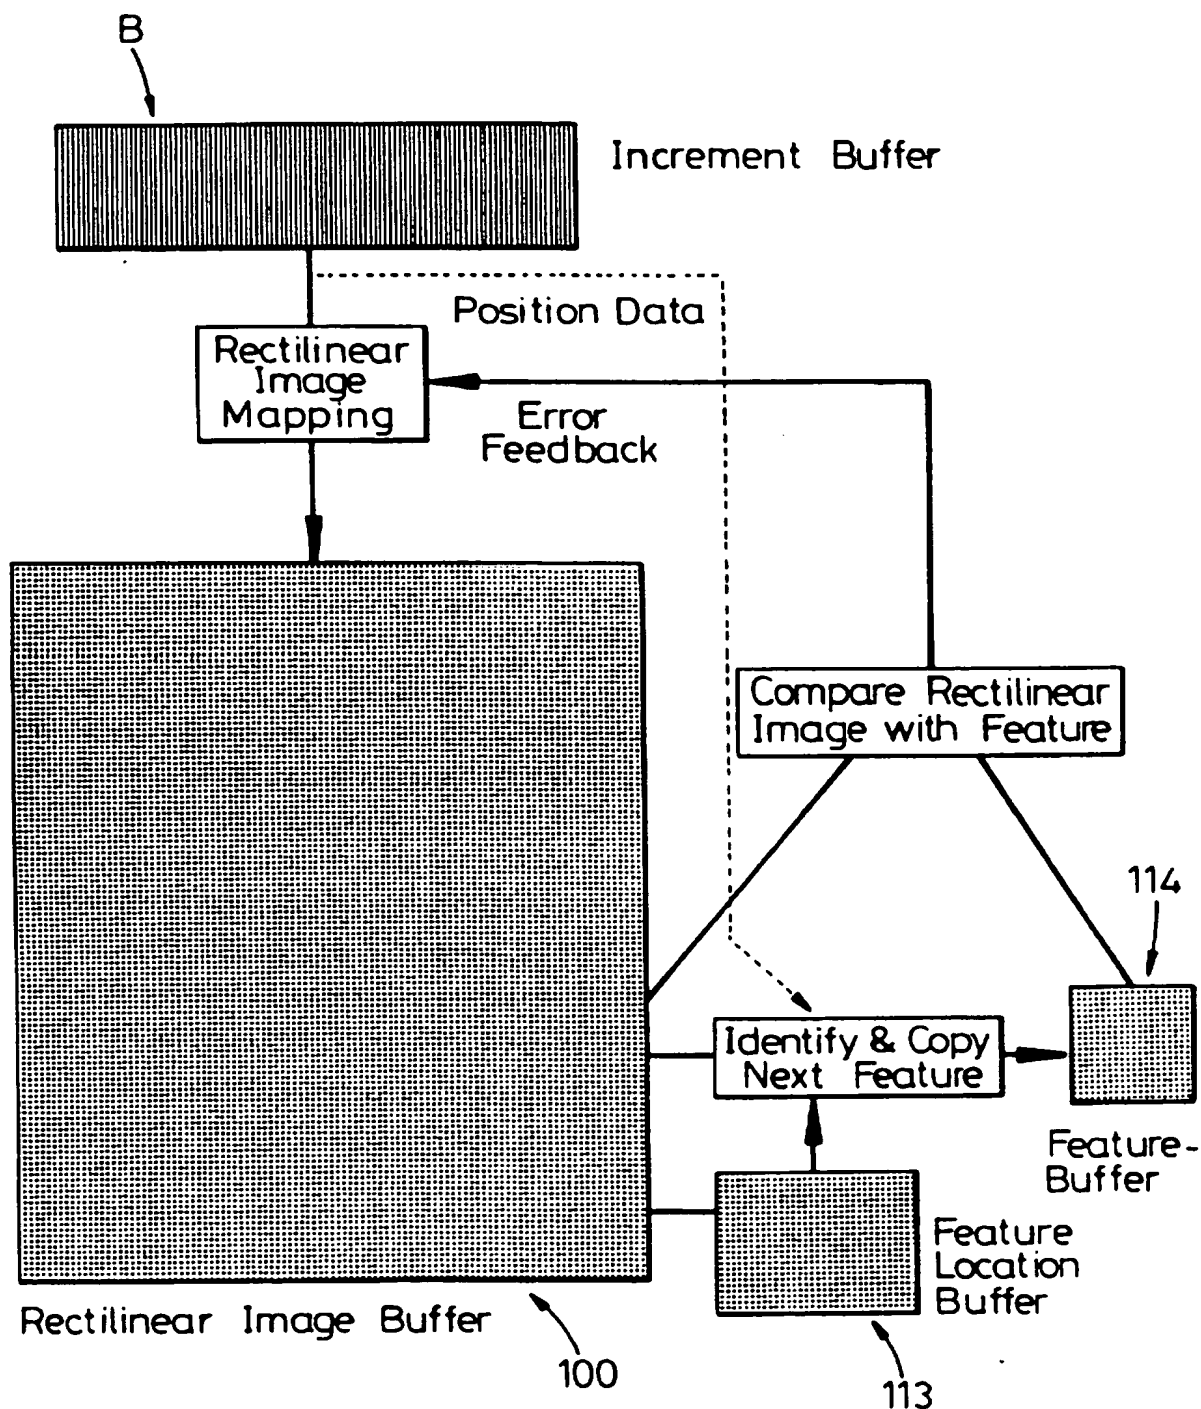 B
Increment Buffer
Position Data
Rectilinear
Image
Mapping
Error
Feedback
Compare Rectilinear
Image with Feature
114
Identify & Copy
Next Feature
Feature-
Buffer
Feature
Location
Buffer
Rectilinear Image Buffer
100
113